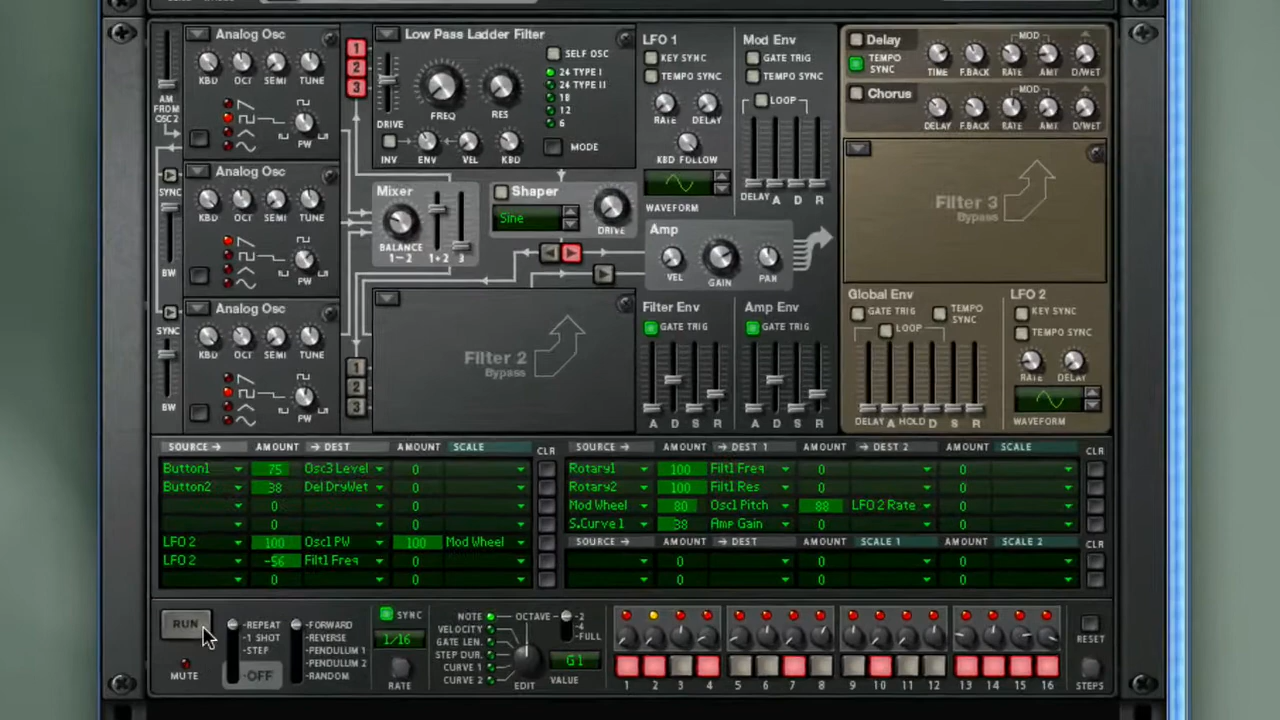 Analog Osc
KBD OCT SEMI TUNE
PW
AM
FROM
OSC 2
SYNC
BW
Analog Osc
KBD OCT SEMI TUNE
PW
SYNC
BW
Analog Osc
KBD OCT SEMI TUNE
PW
1
2
3
Low Pass Ladder Filter
DRIVE
FREQ
RES
SELF OSC
24 TYPE I
24 TYPE II
18
12
6
INV ENV VEL KBD
MODE
Mixer
BALANCE
1-2 1+2 3
Shaper
Sine
DRIVE
Amp
VEL GAIN PAN
Filter 2
Bypass
1
2
3
LFO 1
KEY SYNC
TEMPO SYNC
RATE DELAY
KBD FOLLOW
WAVEFORM
Mod Env
GATE TRIG
TEMPO SYNC
LOOP
DELAY A D R
Filter Env
GATE TRIG
A D S R
Amp Env
GATE TRIG
A D S R
Delay
TEMPO
SYNC
MOD
TIME F.BACK RATE AMT D/WET
Chorus
MOD
DELAY F.BACK RATE AMT D/WET
Filter 3
Bypass
Global Env
GATE TRIG
TEMPO
SYNC
LOOP
DELAY A HOLD D S R
LFO 2
KEY SYNC
TEMPO SYNC
RATE DELAY
WAVEFORM
SOURCE → AMOUNT → DEST AMOUNT SCALE CLR
Button1 75 Osc3 Level 0
Button2 38 Del DryWet 0
0 0
0 0
LFO 2 100 Osc1 PW 100 Mod Wheel
LFO 2 -56 Filt1 Freq 0
0 0
SOURCE → AMOUNT → DEST 1 AMOUNT → DEST 2 AMOUNT SCALE CLR
Rotary1 100 Filt1 Freq 0 0
Rotary2 100 Filt1 Res 0 0
Mod Wheel 80 Osc1 Pitch 88 LFO2 Rate 0
S.Curve 1 38 Amp Gain 0 0
SOURCE → AMOUNT → DEST AMOUNT SCALE 1 AMOUNT SCALE 2 CLR
0 0 0
0 0 0
RUN
MUTE
-REPEAT
-1 SHOT
-STEP
-OFF
-FORWARD
-REVERSE
-PENDULUM 1
-PENDULUM 2
-RANDOM
SYNC
1/16
RATE
NOTE
VELOCITY
GATE LEN.
STEP DUR.
CURVE 1
CURVE 2
EDIT
OCTAVE
-2
-4
-FULL
G1
VALUE
1 2 3 4 5 6 7 8 9 10 11 12 13 14 15 16
RESET
STEPS